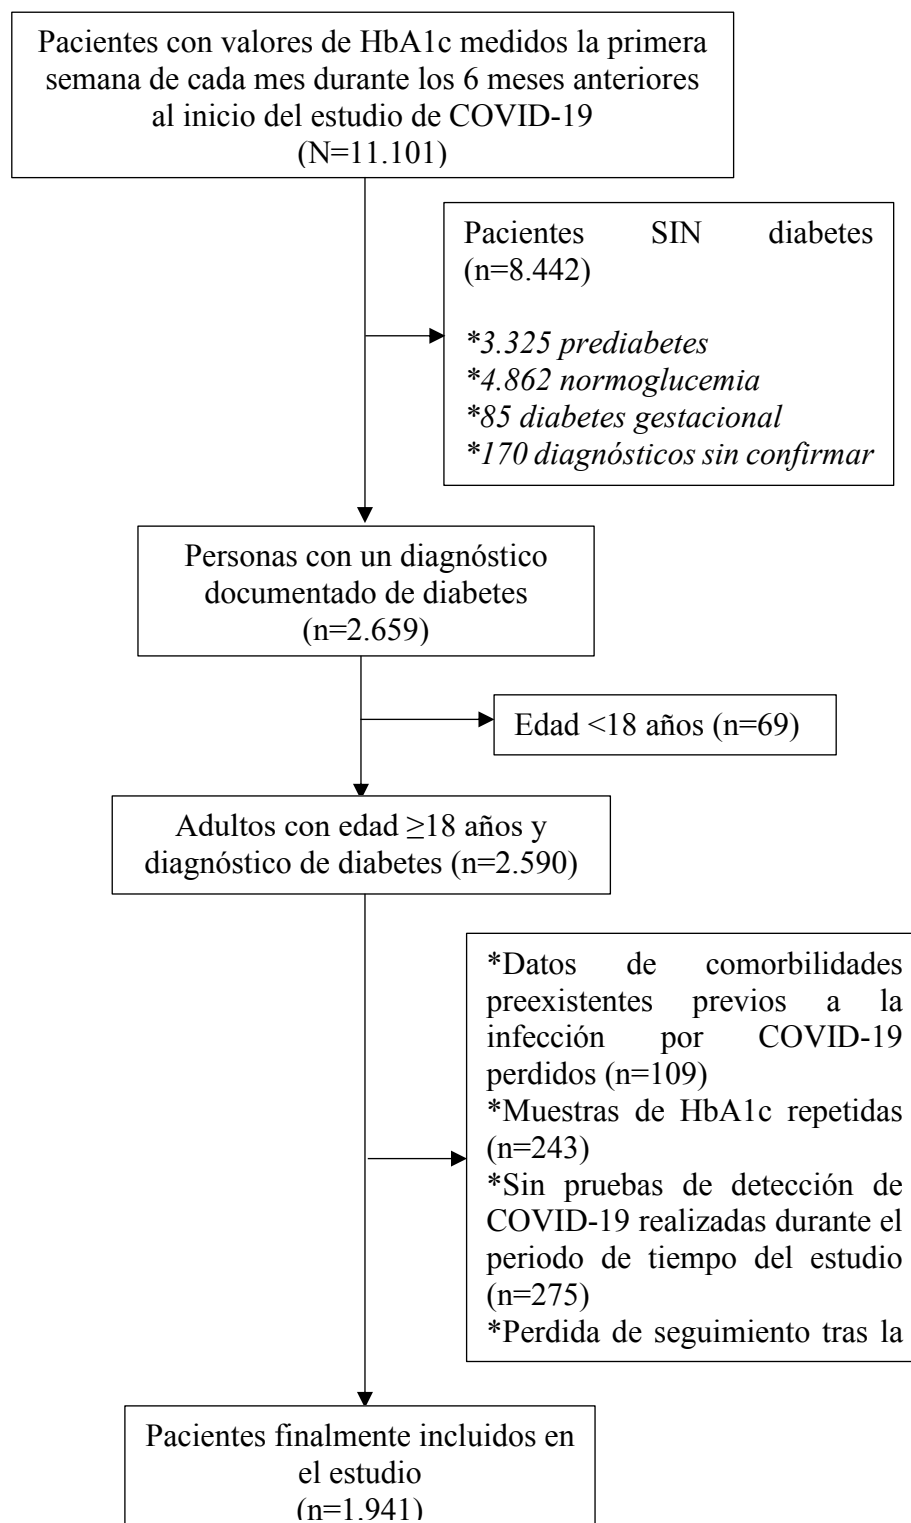 Pacientes con valores de HbA1c medidos la primera
semana de cada mes durante los 6 meses anteriores
al inicio del estudio de COVID-19
(N=11.101)
Pacientes SIN diabetes
(n=8.442)
*3.325 prediabetes
*4.862 normoglucemia
*85 diabetes gestacional
*170 diagnósticos sin confirmar
Personas con un diagnóstico
documentado de diabetes
(n=2.659)
Edad <18 años (n=69)
Adultos con edad ≥18 años y
diagnóstico de diabetes (n=2.590)
*Datos de comorbilidades
preexistentes previos a la
infección por COVID-19
perdidos (n=109)
*Muestras de HbA1c repetidas
(n=243)
*Sin pruebas de detección de
COVID-19 realizadas durante el
periodo de tiempo del estudio
(n=275)
*Perdida de seguimiento tras la
Pacientes finalmente incluidos en
el estudio
(n=1.941)